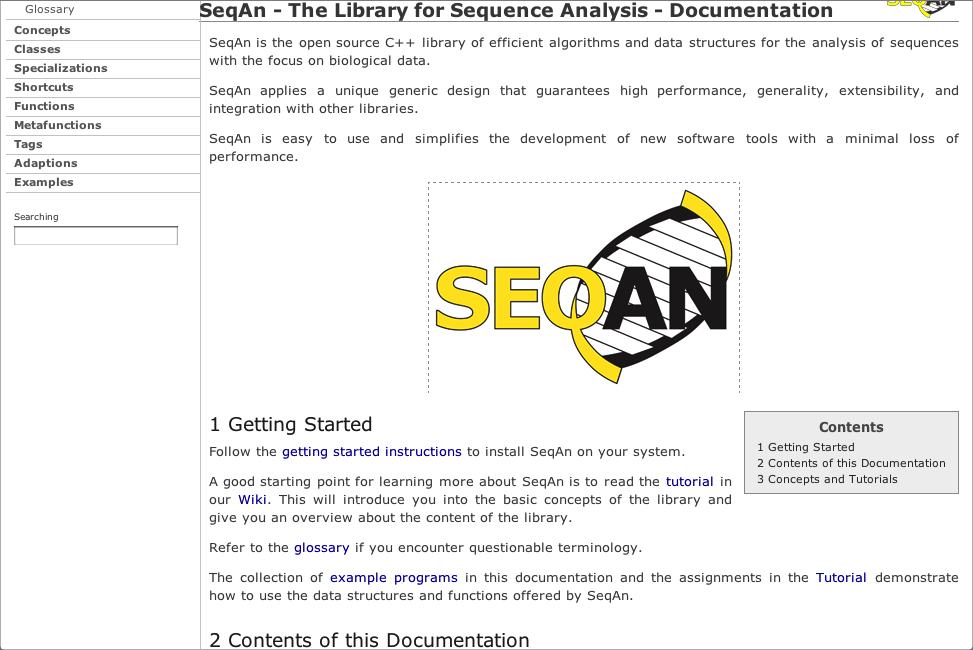 Glossary
Concepts
Classes
Specializations
Shortcuts
Functions
Metafunctions
Tags
Adaptions
Examples
Searching
SeqAn - The Library for Sequence Analysis - Documentation
SeqAn is the open source C++ library of efficient algorithms and data structures for the analysis of sequences
with the focus on biological data.
SeqAn applies a unique generic design that guarantees high performance, generality, extensibility, and
integration with other libraries.
SeqAn is easy to use and simplifies the development of new software tools with a minimal loss of
performance.
SEQAN
1 Getting Started
Follow the getting started instructions to install SeqAn on your system.
A good starting point for learning more about SeqAn is to read the tutorial in
our Wiki. This will introduce you into the basic concepts of the library and
give you an overview about the content of the library.
Refer to the glossary if you encounter questionable terminology.
The collection of example programs in this documentation and the assignments in the Tutorial demonstrate
how to use the data structures and functions offered by SeqAn.
Contents
1 Getting Started
2 Contents of this Documentation
3 Concepts and Tutorials
2 Contents of this Documentation